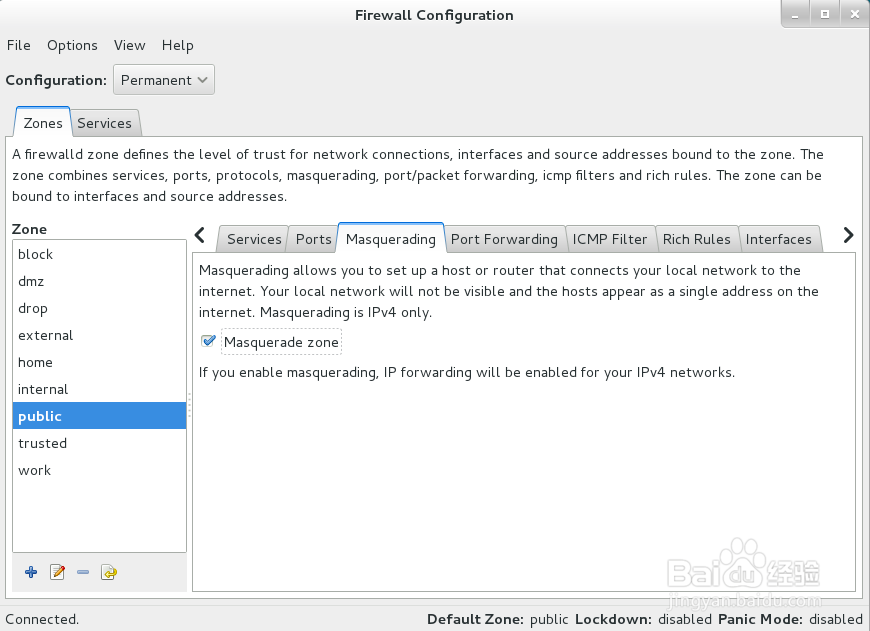 Firewall Configuration
File Options View Help
Configuration: Permanent
Zones Services
A firewalld zone defines the level of trust for network connections, interfaces and source addresses bound to the zone. The
zone combines services, ports, protocols, masquerading, port/packet forwarding, icmp filters and rich rules. The zone can be
bound to interfaces and source addresses.
Zone
block
dmz
drop
external
home
internal
public
trusted
work
Services Ports Masquerading Port Forwarding ICMP Filter Rich Rules Interfaces
Masquerading allows you to set up a host or router that connects your local network to the
internet. Your local network will not be visible and the hosts appear as a single address on the
internet. Masquerading is IPv4 only.
Masquerade zone
If you enable masquerading, IP forwarding will be enabled for your IPv4 networks.
Baidu经验
jingyan.baidu.com
Connected.
Default Zone: public Lockdown: disabled Panic Mode: disabled